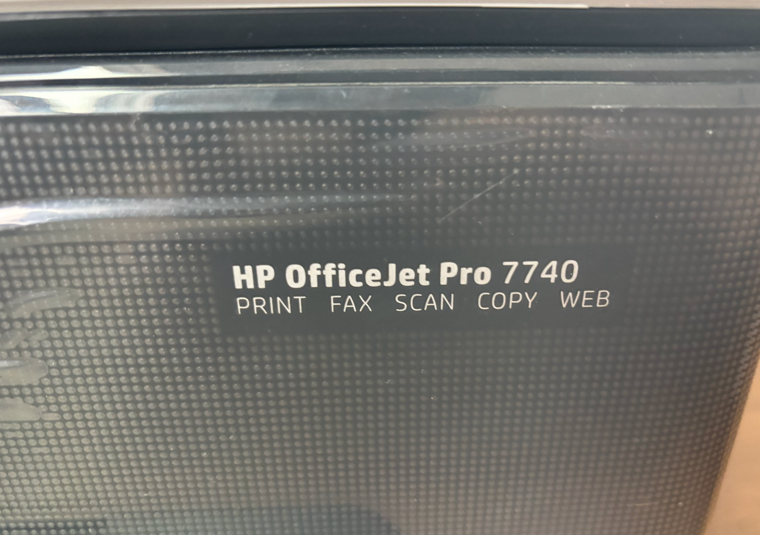 HP OfficeJet Pro 7740
PRINT FAX SCAN COPY WEB